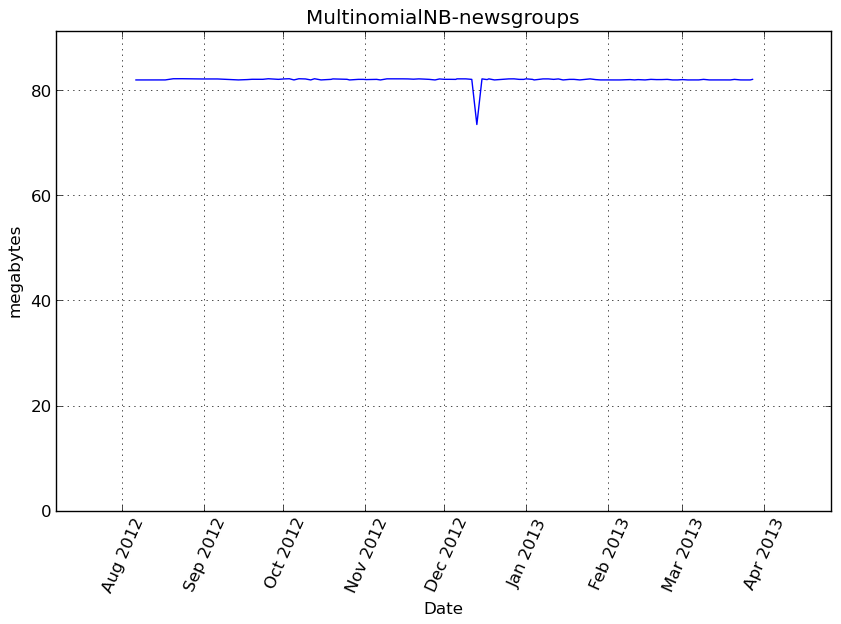 MultinomialNB-newsgroups
80
60
40
20
0
megabytes
Aug 2012
Sep 2012
Oct 2012
Nov 2012
Dec 2012
Jan 2013
Feb 2013
Mar 2013
Apr 2013
Date